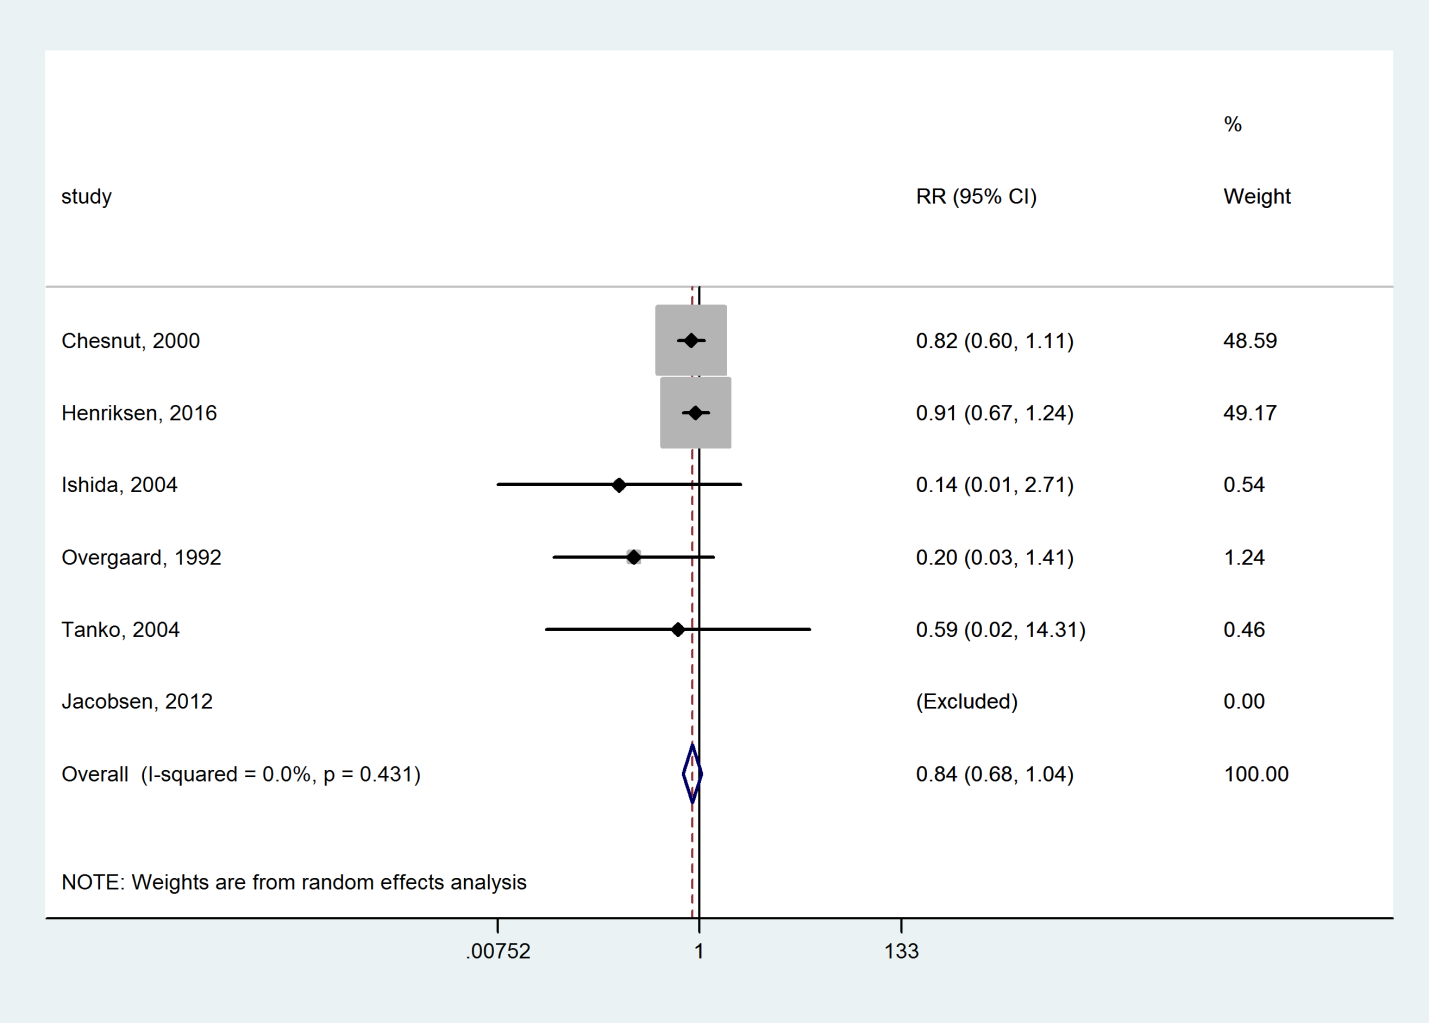 %
study RR (95% CI) Weight
Chesnut, 2000 0.82 (0.60, 1.11) 48.59
Henriksen, 2016 0.91 (0.67, 1.24) 49.17
Ishida, 2004 0.14 (0.01, 2.71) 0.54
Overgaard, 1992 0.20 (0.03, 1.41) 1.24
Tanko, 2004 0.59 (0.02, 14.31) 0.46
Jacobsen, 2012 (Excluded) 0.00
Overall (I-squared = 0.0%, p = 0.431) 0.84 (0.68, 1.04) 100.00
NOTE: Weights are from random effects analysis
.00752 1 133